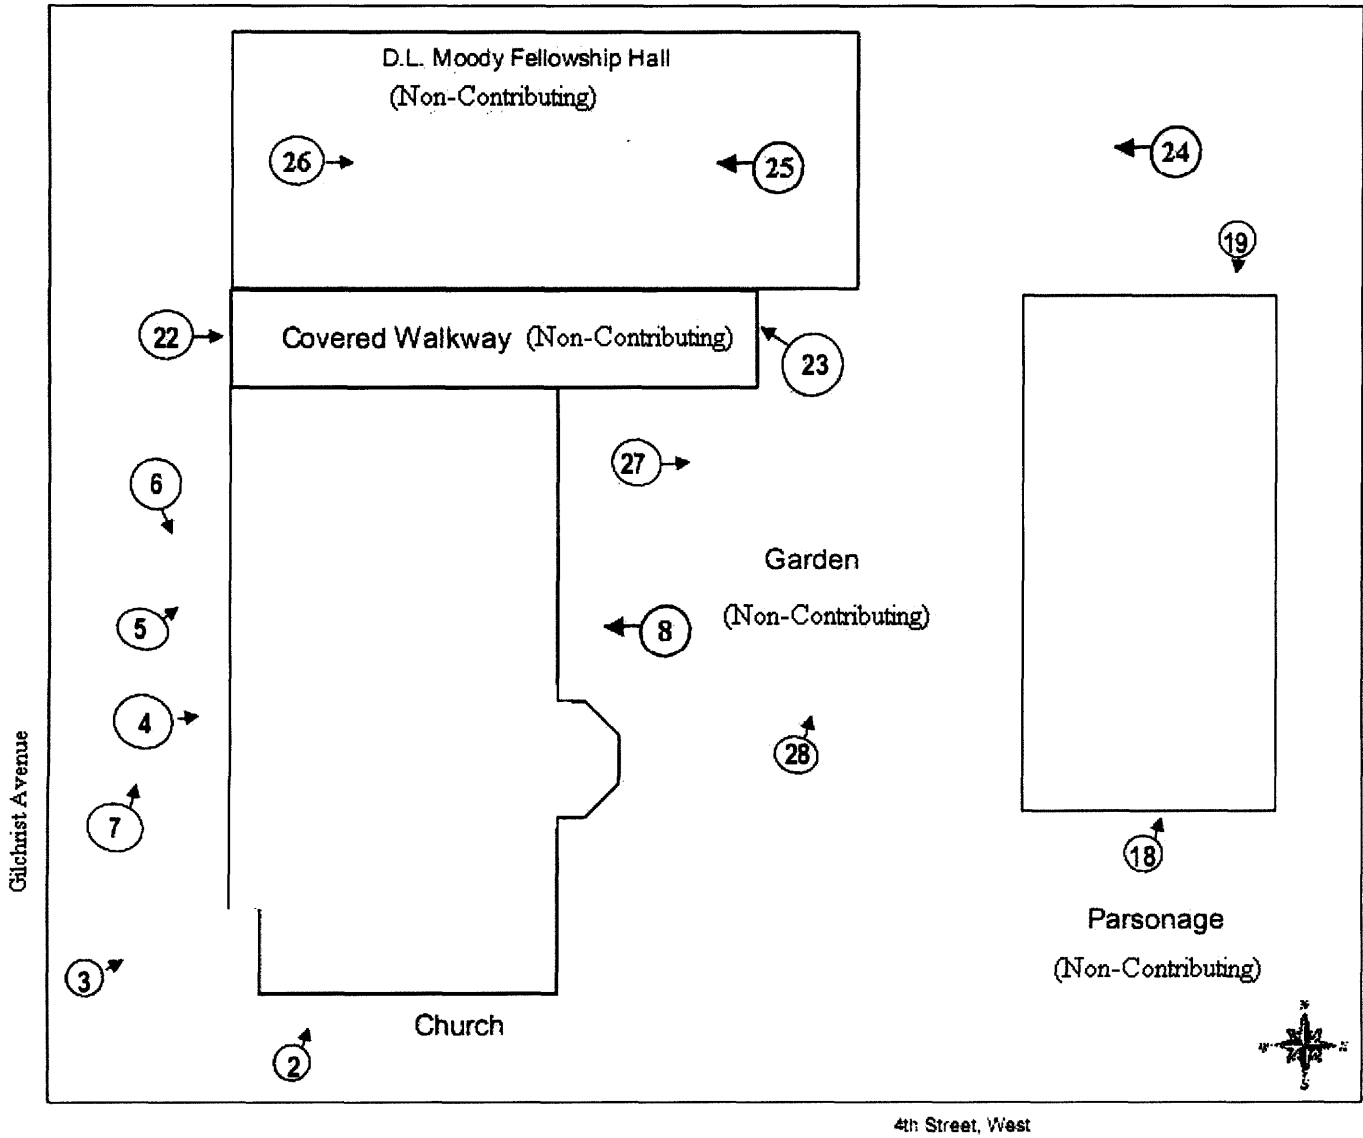 D.L. Moody Fellowship Hall
(Non-Contributing)
26
25
24
19
22
Covered Walkway (Non-Contributing)
23
27
6
Garden
(Non-Contributing)
5
8
4
28
7
18
Gilchrist Avenue
Parsonage
(Non-Contributing)
3
Church
2
S
4th Street, West